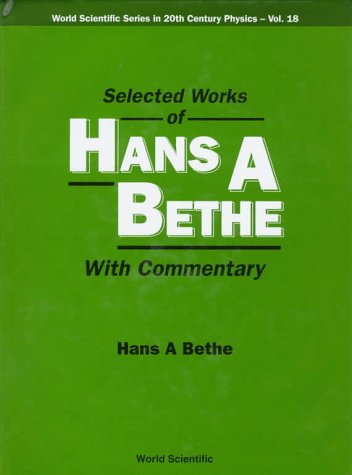 World Scientific Series in 20th Century Physics – Vol. 18
Selected Works
of
HANS A
BETHE
With Commentary
Hans A Bethe
World Scientific